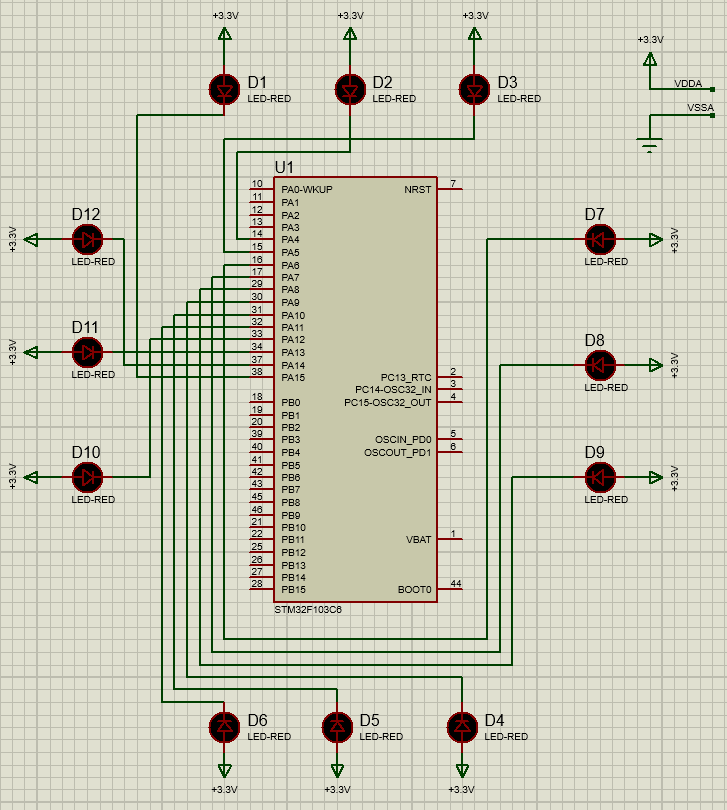 +3.3V +3.3V +3.3V
+3.3V
D1 D2 D3
LED-RED LED-RED LED-RED
VDDA
VSSA
U1
10 PA0-WKUP NRST 7
11 PA1
12 PA2
13 PA3
14 PA4
15 PA5
16 PA6
17 PA7
29 PA8
30 PA9
31 PA10
32 PA11
33 PA12
34 PA13
37 PA14
38 PA15
PC13_RTC 2
PC14-OSC32_IN 3
18 PB0 PC15-OSC32_OUT 4
19 PB1
20 PB2
39 PB3 OSCIN_PD0 5
40 PB4 OSCOUT_PD1 6
41 PB5
42 PB6
43 PB7
45 PB8
46 PB9
21 PB10
22 PB11 VBAT 1
25 PB12
26 PB13
27 PB14
28 PB15 BOOT0 44
STM32F103C6
D12
+3.3V
LED-RED
D11
+3.3V
LED-RED
D10
+3.3V
LED-RED
D7
+3.3V
LED-RED
D8
+3.3V
LED-RED
D9
+3.3V
LED-RED
D6 D5 D4
LED-RED LED-RED LED-RED
+3.3V +3.3V +3.3V